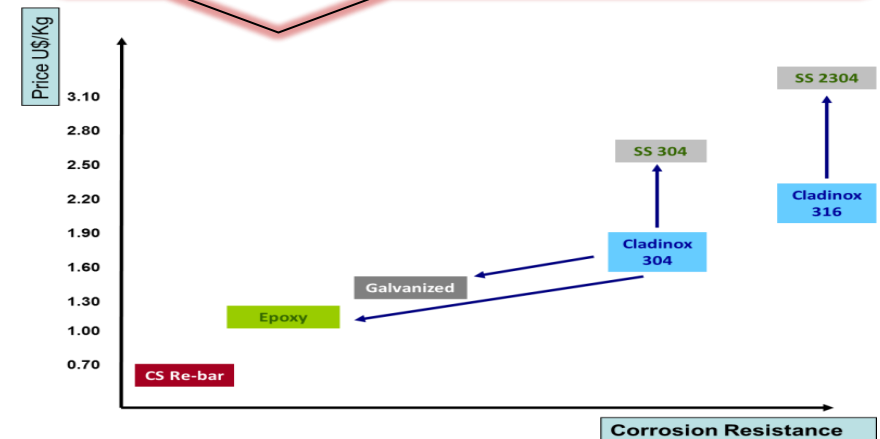 Price U$/Kg
SS 2304
3.10
2.80
SS 304
2.50
2.20
Cladinox
316
1.90
Cladinox
304
1.60
Galvanized
1.30
Epoxy
1.00
0.70
CS Re-bar
Corrosion Resistance